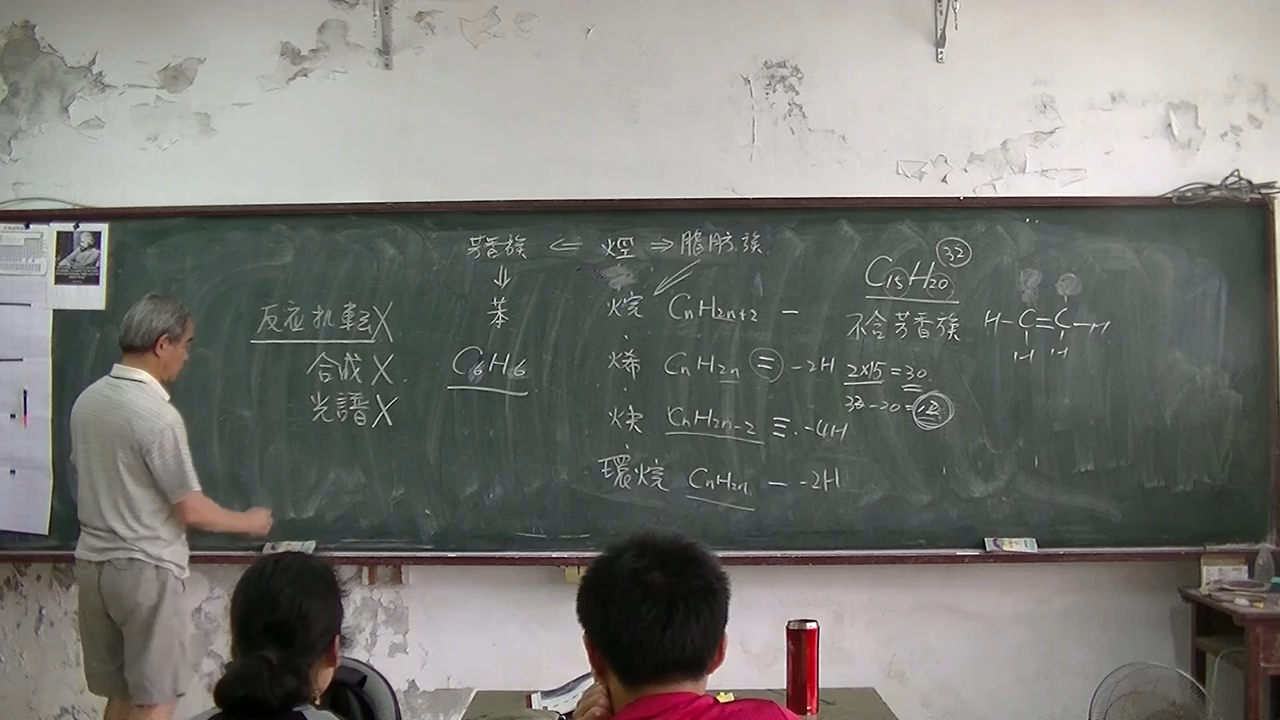 芳香族 ⇐ 烴 ⇒ 脂肪族
⇓
苯
C6H6
反应机転X
合成X
光譜X
烷 CnH2n+2 −
烯 CnH2n = -2H
炔 CnH2n-2 ≡ -4H
環烷 CnH2n — -2H
C15H20 32
不含芳香族
2×15=30
32-20=12
H-C=C-H
H H